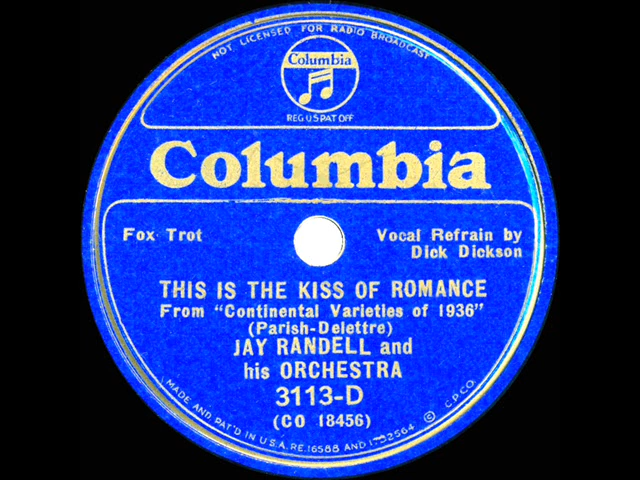 NOT LICENSED FOR RADIO BROADCAST
Columbia
REG US PAT OFF
Columbia
Fox Trot
Vocal Refrain by
Dick Dickson
THIS IS THE KISS OF ROMANCE
From "Continental Varieties of 1936"
(Parish-Delettre)
JAY RANDELL and
his ORCHESTRA
3113-D
(CO 18456)
MADE AND PAT'D IN U.S.A. RE.16588 AND 1702564 © C.P.CO.